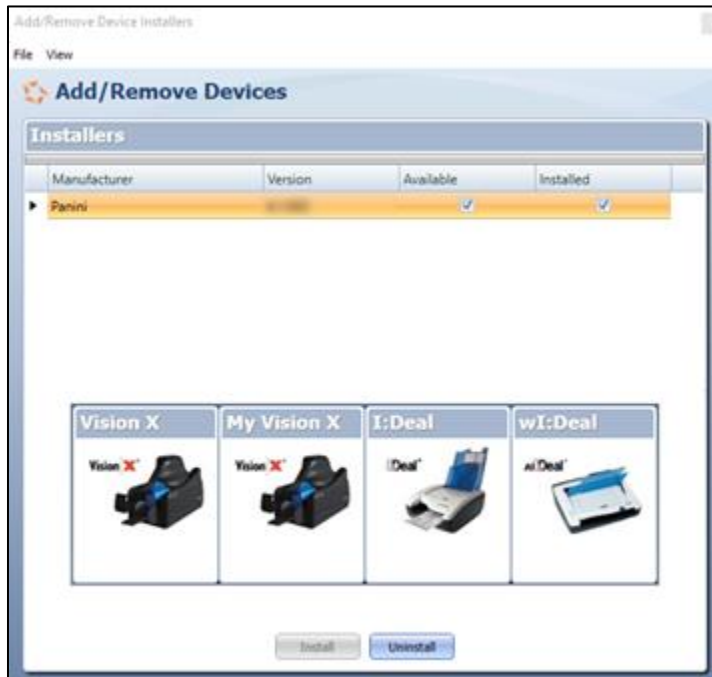 Add/Remove Device Installers
File View
Add/Remove Devices
Installers
Manufacturer Version Available Installed
Panini
Vision X My Vision X I:Deal wI:Deal
Vision X Vision X I:Deal wI:Deal
Install Uninstall